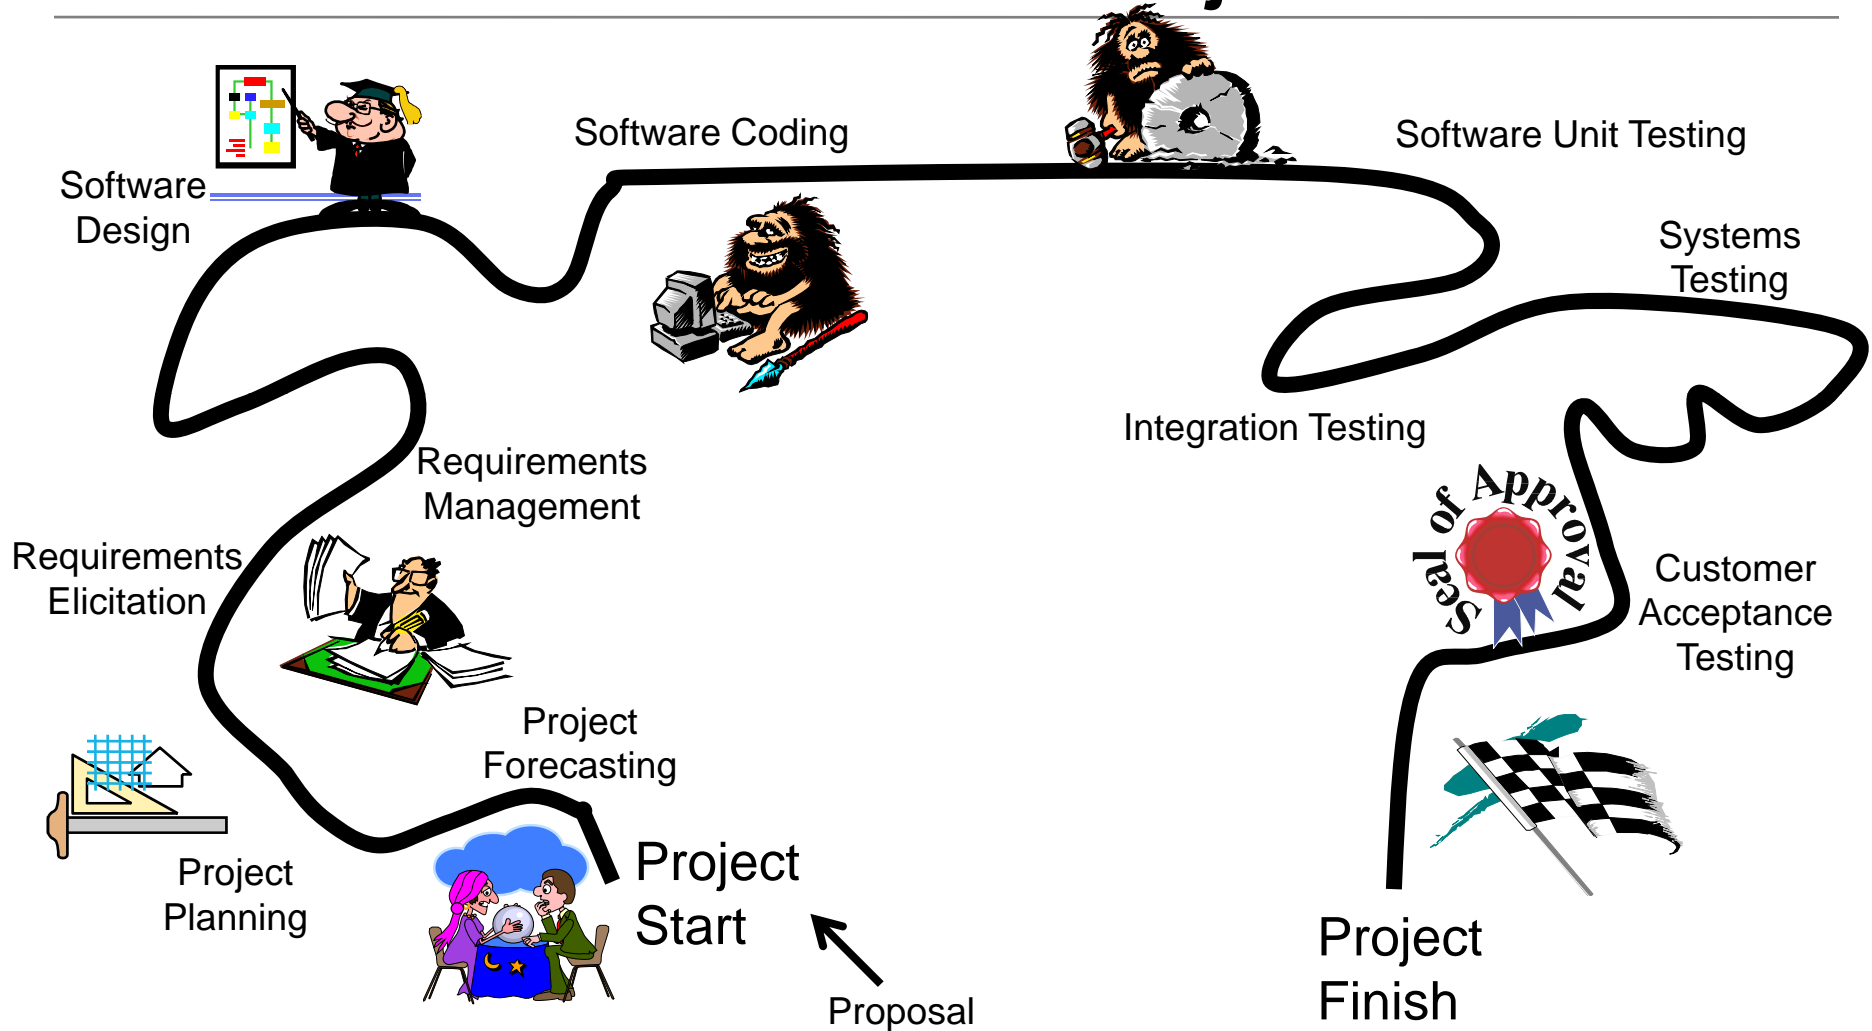 Software Coding
Software Unit Testing
Software
Design
Systems
Testing
Integration Testing
Requirements
Management
Seal of Approval
Requirements
Elicitation
Customer
Acceptance
Testing
Project
Forecasting
Project
Planning
Project
Start
Project
Finish
Proposal